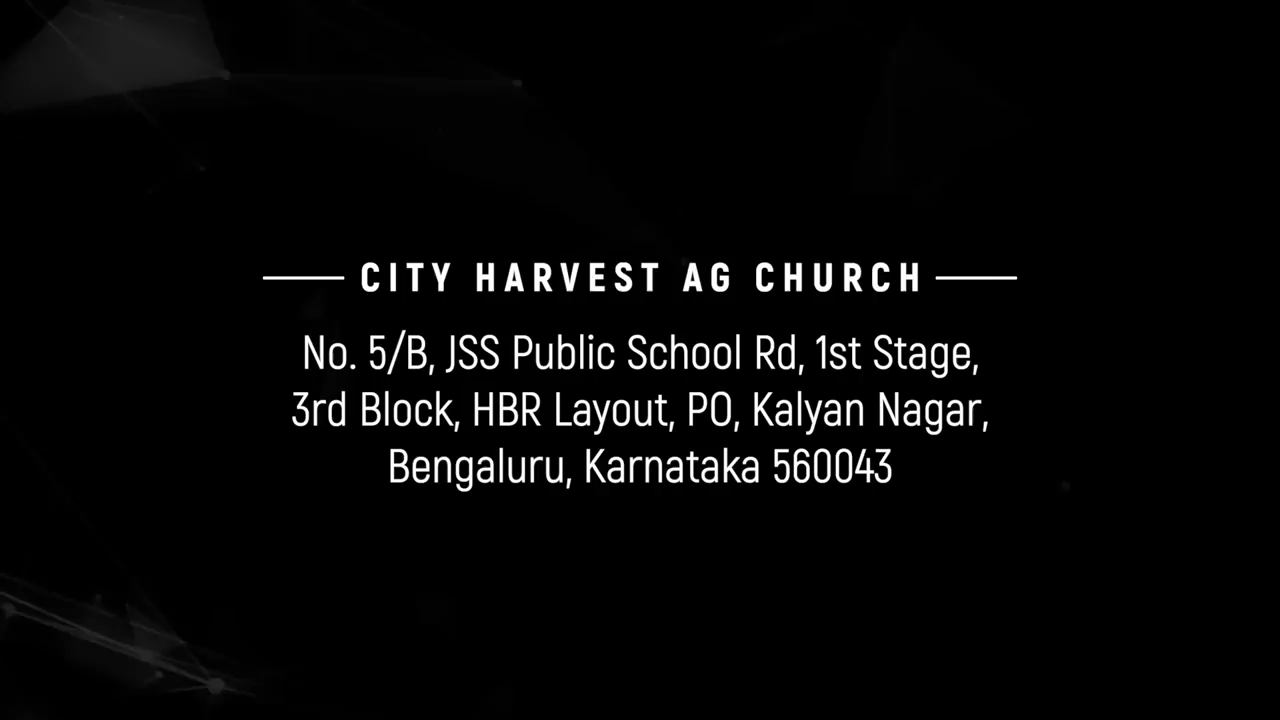 CITY HARVEST AG CHURCH
No. 5/B, JSS Public School Rd, 1st Stage,
3rd Block, HBR Layout, PO, Kalyan Nagar,
Bengaluru, Karnataka 560043